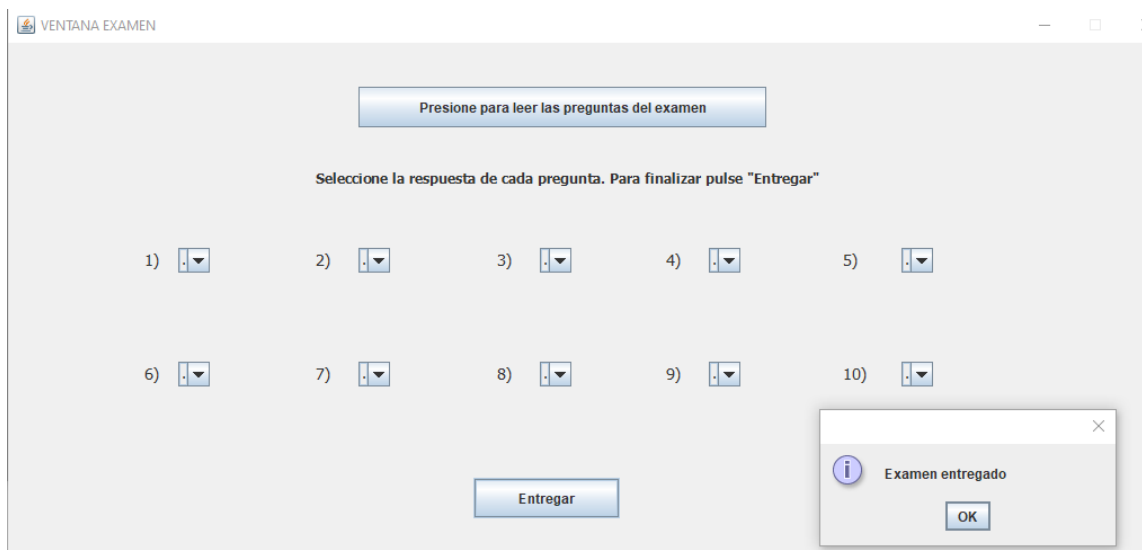 VENTANA EXAMEN
Presione para leer las preguntas del examen
Seleccione la respuesta de cada pregunta. Para finalizar pulse "Entregar"
1) . 2) . 3) . 4) . 5) .
6) . 7) . 8) . 9) . 10) .
Examen entregado
OK
Entregar